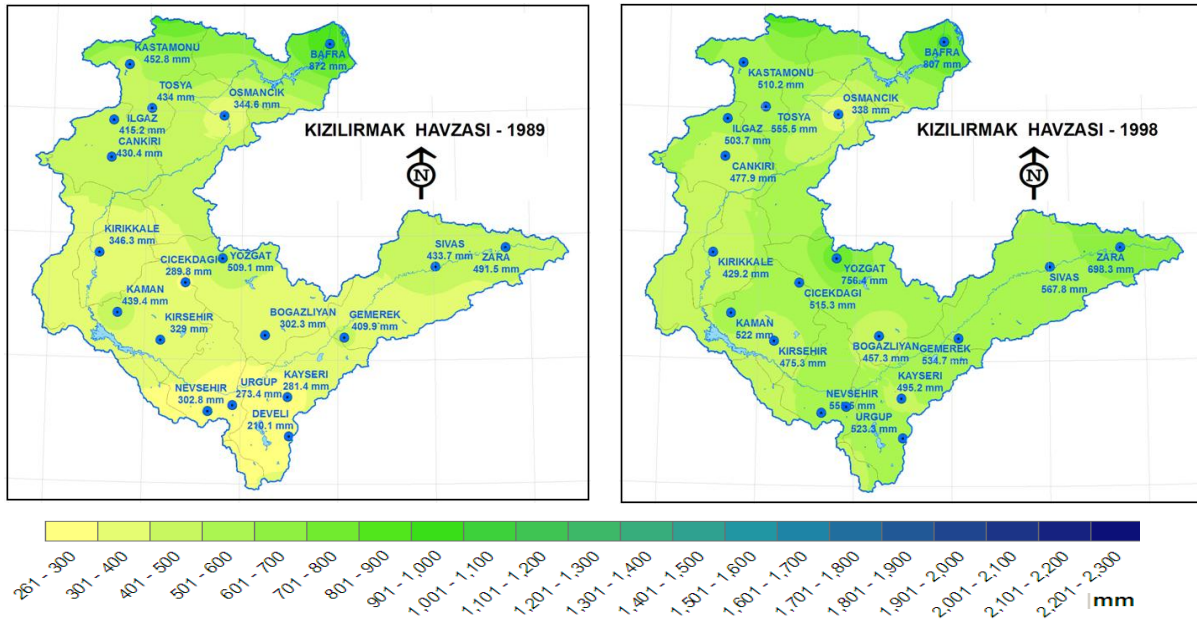 KASTAMONU
452.8 mm
BAFRA
872 mm
TOSYA
434 mm
OSMANCIK
344.6 mm
ILGAZ
415.2 mm
CANKIRI
430.4 mm
KIZILIRMAK HAVZASI - 1989
N
KIRIKKALE
346.3 mm
CICEKDAGI
289.8 mm
YOZGAT
509.1 mm
SIVAS
433.7 mm
ZARA
491.5 mm
KAMAN
439.4 mm
KIRSEHIR
329 mm
BOGAZLIYAN
302.3 mm
GEMEREK
409.9 mm
NEVSEHIR
302.8 mm
URGUP
273.4 mm
KAYSERI
281.4 mm
DEVELI
210.1 mm
BAFRA
807 mm
KASTAMONU
510.2 mm
OSMANCIK
338 mm
TOSYA
555.5 mm
ILGAZ
503.7 mm
CANKIRI
477.9 mm
KIZILIRMAK HAVZASI - 1998
N
KIRIKKALE
429.2 mm
YOZGAT
756.4 mm
CICEKDAGI
515.3 mm
ZARA
698.3 mm
SIVAS
567.8 mm
KAMAN
522 mm
KIRSEHIR
475.3 mm
BOGAZLIYAN
457.3 mm
GEMEREK
534.7 mm
KAYSERI
495.2 mm
NEVSEHIR
URGUP
523.3 mm
261 - 300
301 - 400
401 - 500
501 - 600
601 - 700
701 - 800
801 - 900
901 - 1,000
1,001 - 1,100
1,101 - 1,200
1,201 - 1,300
1,301 - 1,400
1,401 - 1,500
1,501 - 1,600
1,601 - 1,700
1,701 - 1,800
1,801 - 1,900
1,901 - 2,000
2,001 - 2,100
2,101 - 2,200
2,201 - 2,300
mm